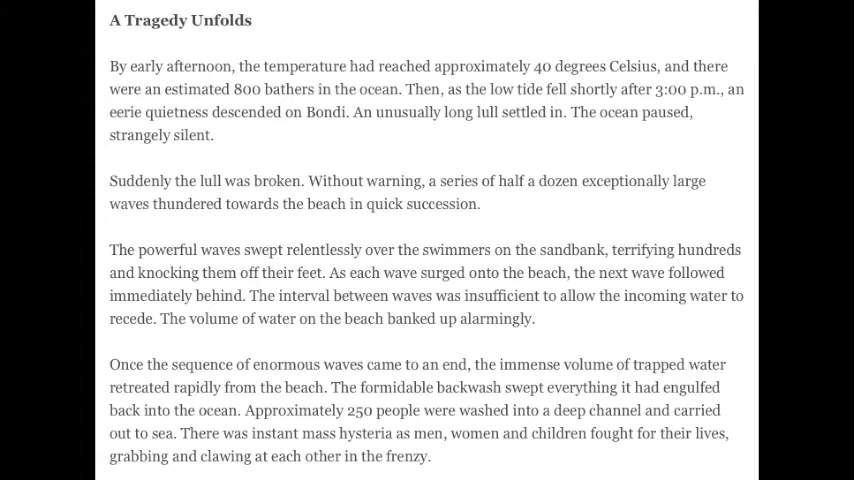 A Tragedy Unfolds
By early afternoon, the temperature had reached approximately 40 degrees Celsius, and there
were an estimated 800 bathers in the ocean. Then, as the low tide fell shortly after 3:00 p.m., an
eerie quietness descended on Bondi. An unusually long lull settled in. The ocean paused,
strangely silent.
Suddenly the lull was broken. Without warning, a series of half a dozen exceptionally large
waves thundered towards the beach in quick succession.
The powerful waves swept relentlessly over the swimmers on the sandbank, terrifying hundreds
and knocking them off their feet. As each wave surged onto the beach, the next wave followed
immediately behind. The interval between waves was insufficient to allow the incoming water to
recede. The volume of water on the beach banked up alarmingly.
Once the sequence of enormous waves came to an end, the immense volume of trapped water
retreated rapidly from the beach. The formidable backwash swept everything it had engulfed
back into the ocean. Approximately 250 people were washed into a deep channel and carried
out to sea. There was instant mass hysteria as men, women and children fought for their lives,
grabbing and clawing at each other in the frenzy.